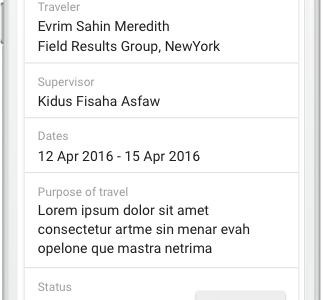 Traveler
Evrim Sahin Meredith
Field Results Group, NewYork
Supervisor
Kidus Fisaha Asfaw
Dates
12 Apr 2016 - 15 Apr 2016
Purpose of travel
Lorem ipsum dolor sit amet
consectetur artme sin menar evah
opelone que mastra netrima
Status